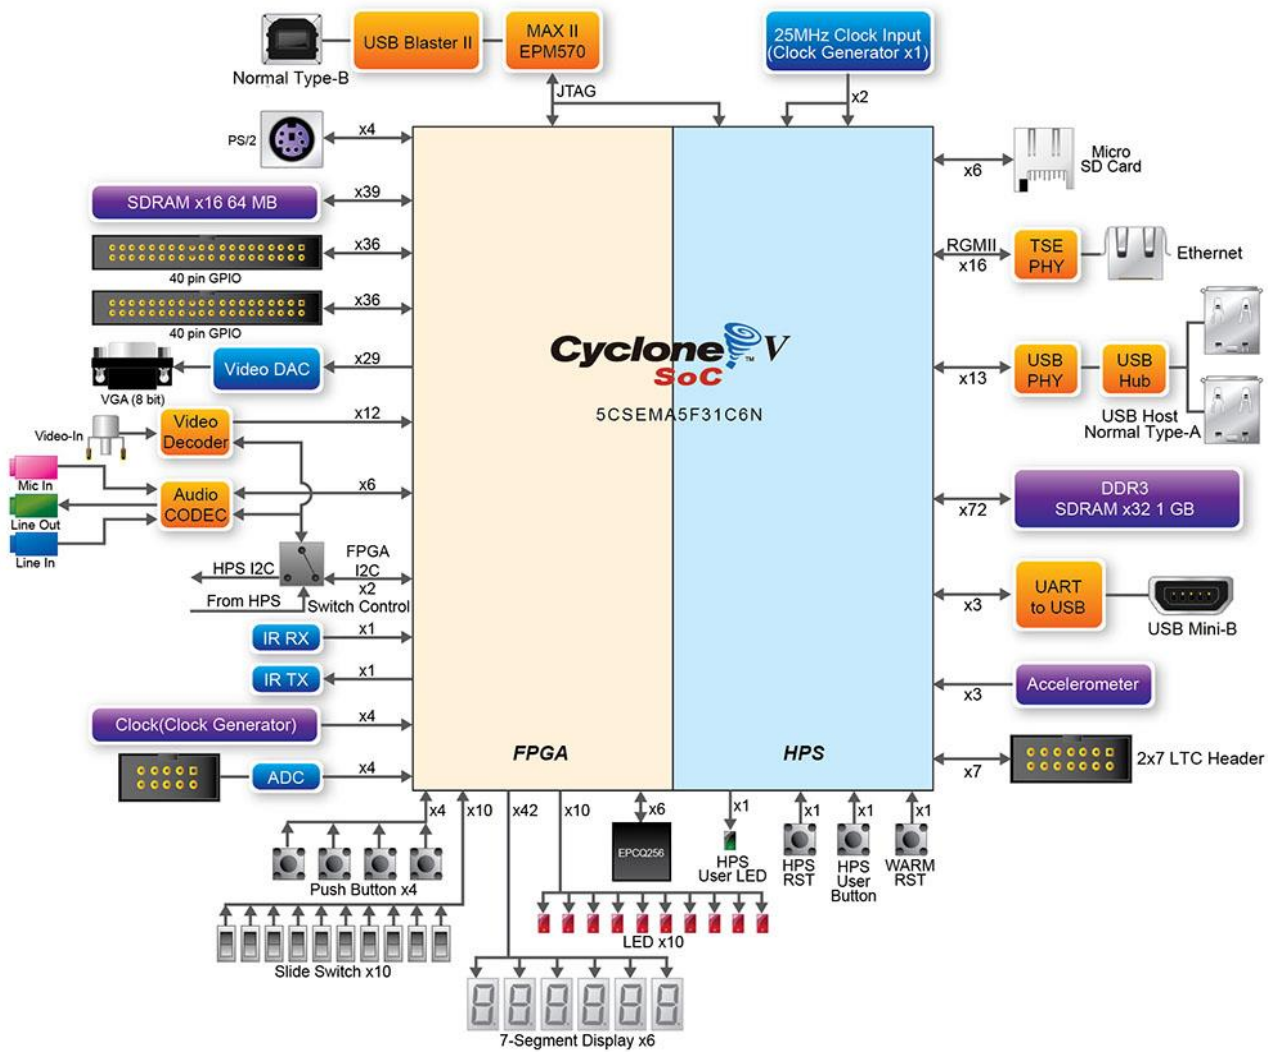 USB Blaster II
MAX II
EPM570
25MHz Clock Input
(Clock Generator x1)
Normal Type-B
JTAG
x2
PS/2
x4
x6
Micro
SD Card
SDRAM x16 64 MB
x39
x36
40 pin GPIO
RGMII
x16
TSE
PHY
Ethernet
x36
40 pin GPIO
Cyclone V
TM
SoC
5CSEMA5F31C6N
VGA (8 bit)
Video DAC
x29
x13
USB
PHY
USB
Hub
USB Host
Normal Type-A
Video-In
Video
Decoder
x12
Mic In
Line Out
Line In
Audio
CODEC
x6
x72
DDR3
SDRAM x32 1 GB
HPS I2C
From HPS
FPGA
I2C
x2
Switch Control
x3
UART
to USB
USB Mini-B
IR RX
x1
IR TX
x1
x3
Accelerometer
Clock(Clock Generator)
x4
ADC
x4
FPGA
HPS
x7
2x7 LTC Header
x4
x10
x42
x10
x6
x1
x1
x1
x1
EPCQ256
HPS
User LED
HPS
RST
HPS
User
Button
WARM
RST
Push Button x4
LED x10
Slide Switch x10
7-Segment Display x6